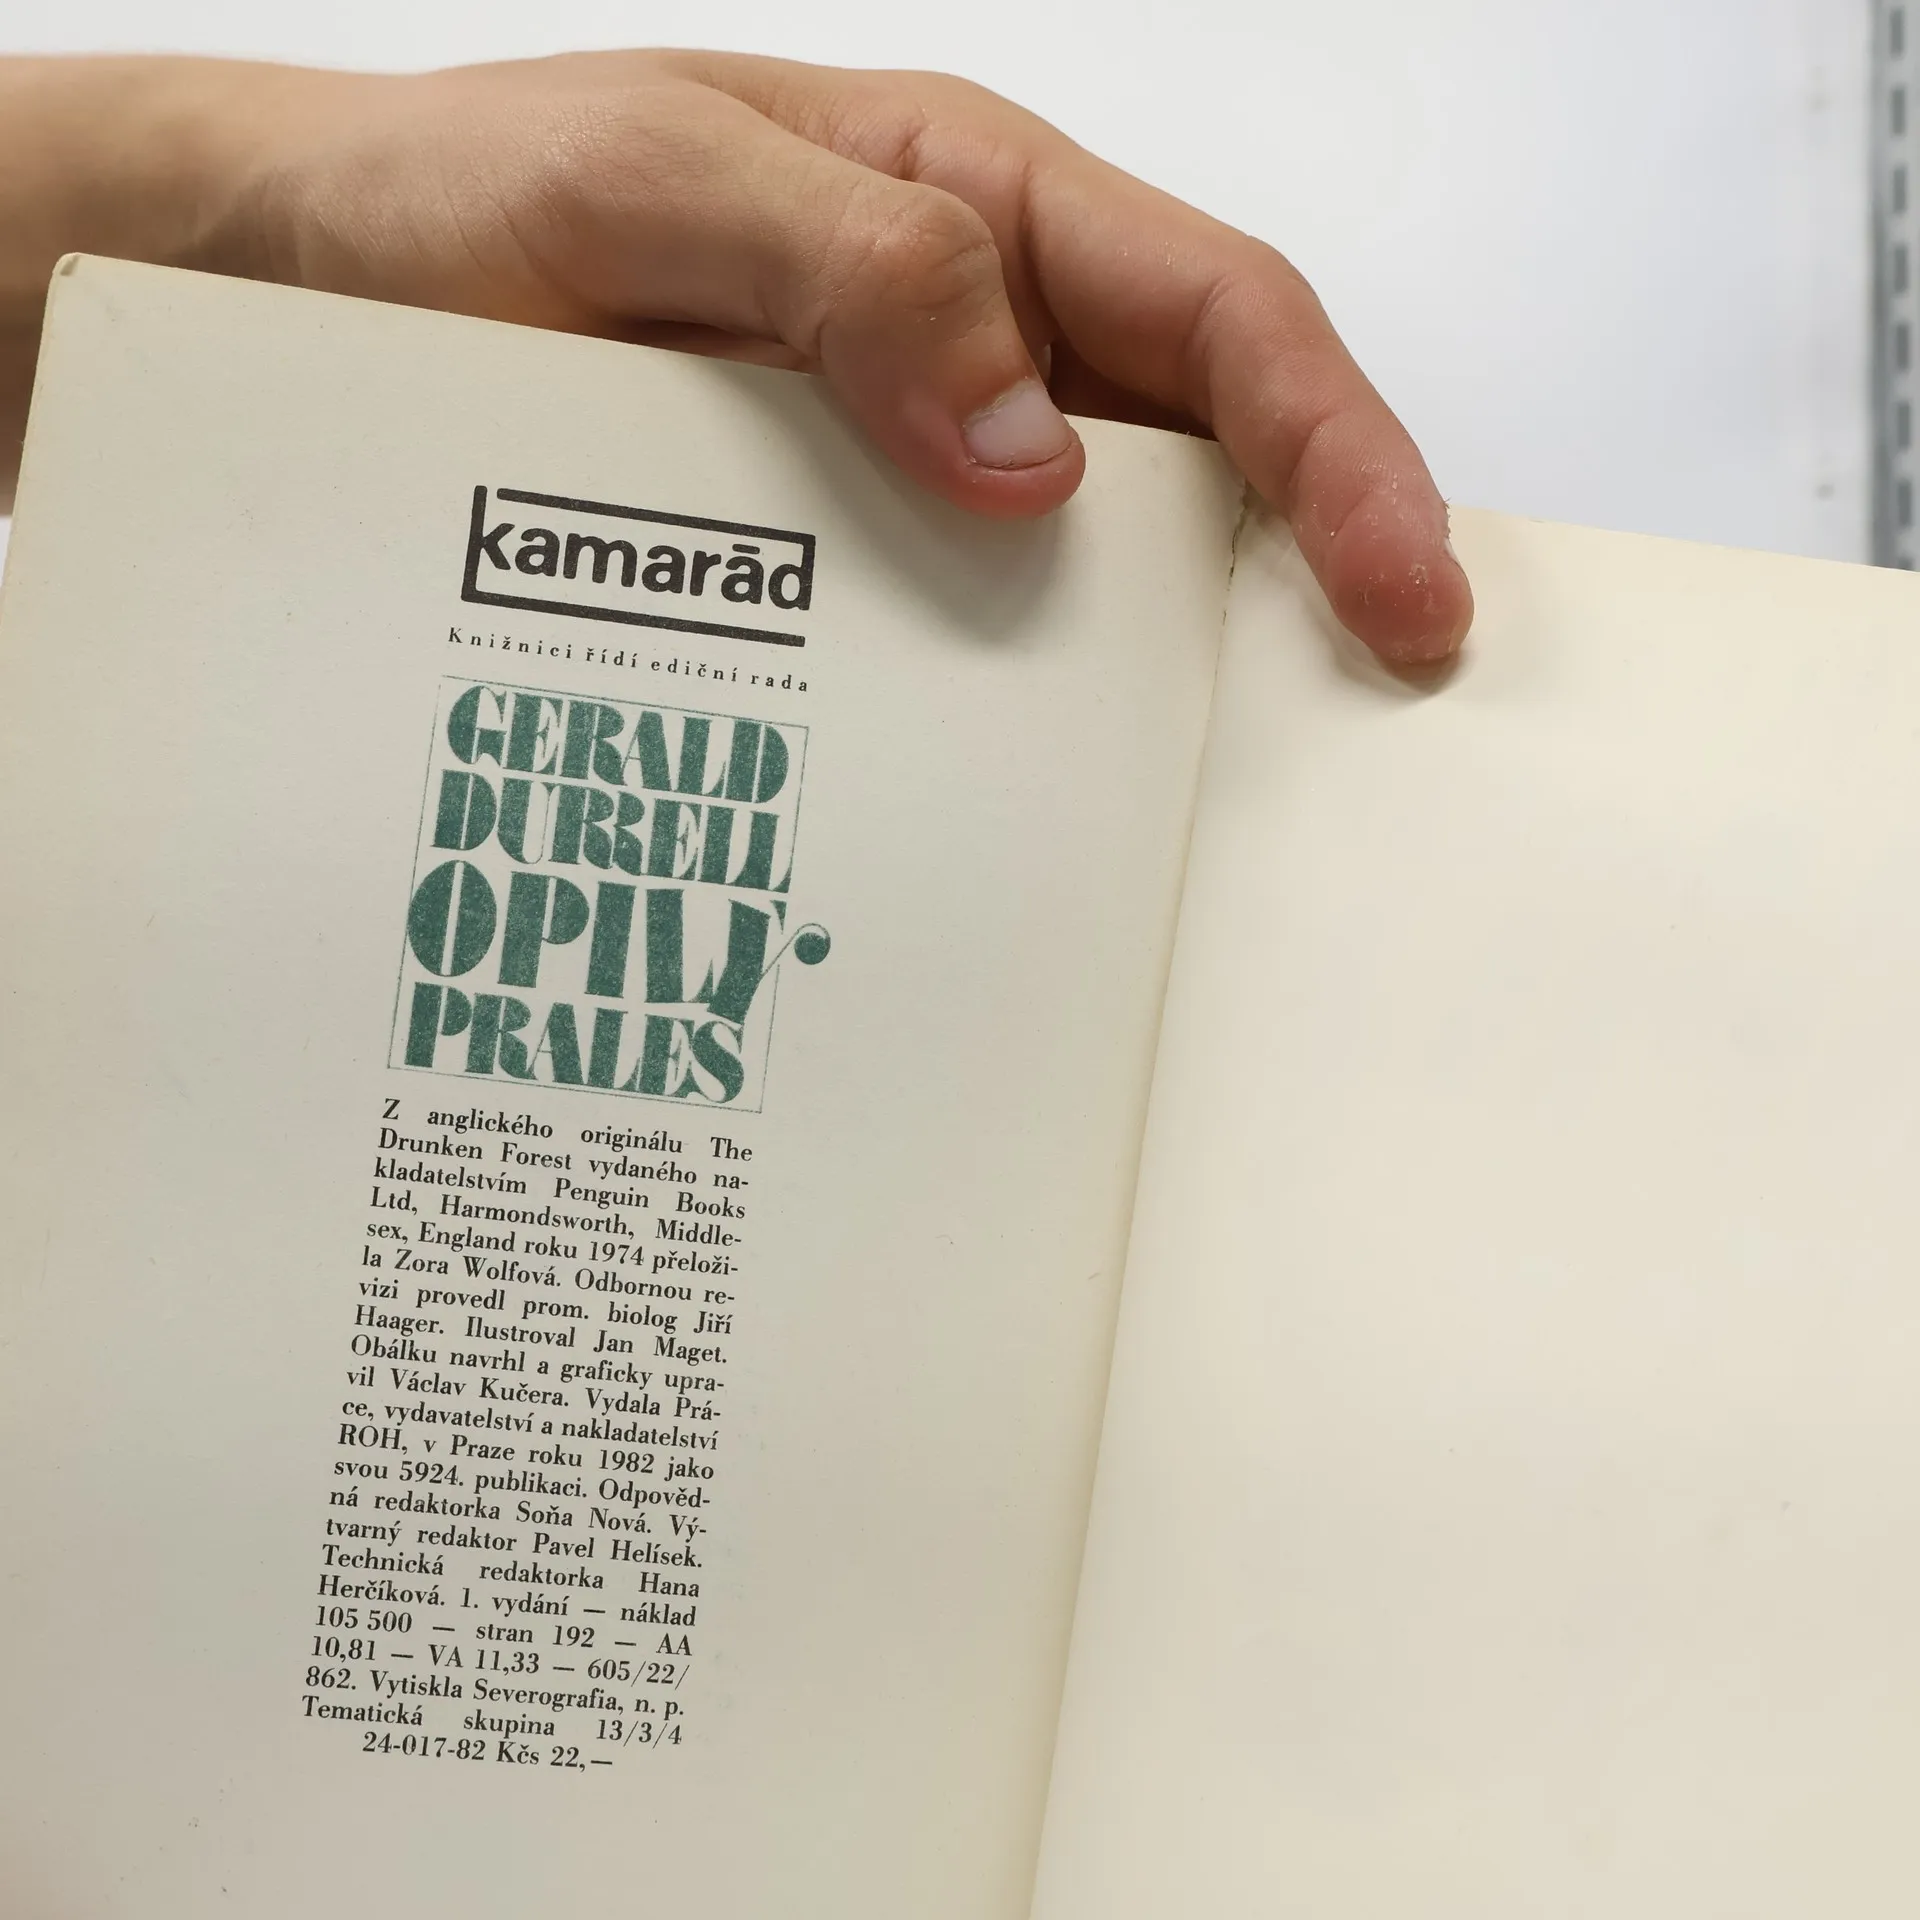 kamarād
Knižnici řídí ediční rada
GERALD
DURRELL
OPILÝ
PRALES
Z anglického originálu The
Drunken Forest vydaného na-
kladatelstvím Penguin Books
Ltd, Harmondsworth, Middle-
sex, England roku 1974 přeloži-
la Zora Wolfová. Odbornou re-
vizi provedl prom. biolog Jiří
Haager. Ilustroval Jan Maget.
Obálku navrhl a graficky upra-
vil Václav Kučera. Vydala Prá-
ce, vydavatelství a nakladatelství
ROH, v Praze roku 1982 jako
svou 5924. publikaci. Odpověd-
ná redaktorka Soňa Nová. Vý-
tvarný redaktor Pavel Helísek.
Technická redaktorka Hana
Herčíková. 1. vydání — náklad
105 500 — stran 192 — AA
10,81 — VA 11,33 — 605/22/
862. Vytiskla Severografia, n. p.
Tematická skupina 13/3/4
24-017-82 Kčs 22,—